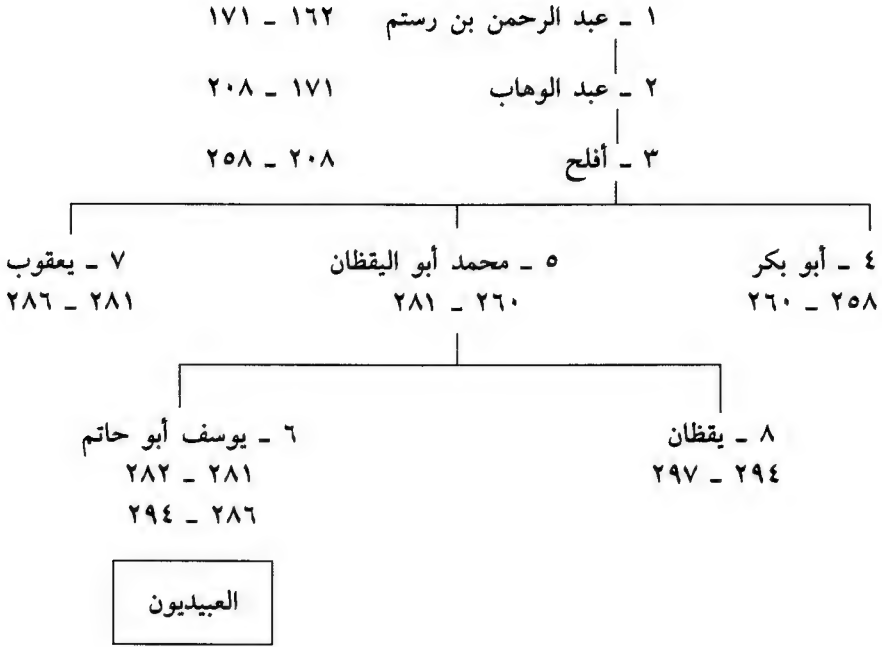 ١ ـ عبد الرحمن بن رستم ١٦٢ ـ ١٧١
٢ ـ عبد الوهاب ١٧١ ـ ٢٠٨
٣ ـ أفلح ٢٠٨ ـ ٢٥٨
٤ ـ أبو بكر ٥ ـ محمد أبو اليقظان ٧ ـ يعقوب
٢٥٨ ـ ٢٦٠ ٢٦٠ ـ ٢٨١ ٢٨١ ـ ٢٨٦
٨ ـ يقظان ٦ ـ يوسف أبو حاتم
٢٩٤ ـ ٢٩٧ ٢٨١ ـ ٢٨٢
٢٨٦ ـ ٢٩٤
العبيديون